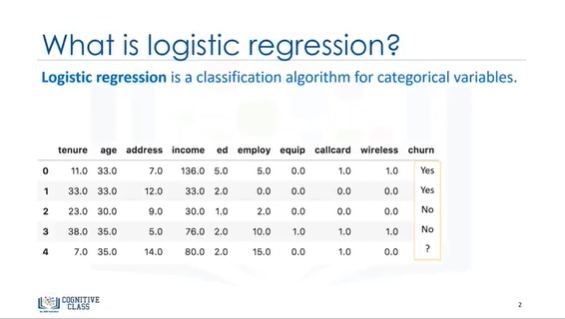 What is logistic regression?
Logistic regression is a classification algorithm for categorical variables.
tenure age address income ed employ equip callcard wireless churn
0 11.0 33.0 7.0 136.0 5.0 5.0 0.0 1.0 1.0 Yes
1 33.0 33.0 12.0 33.0 2.0 0.0 0.0 0.0 0.0 Yes
2 23.0 30.0 9.0 30.0 1.0 2.0 0.0 0.0 0.0 No
3 38.0 35.0 5.0 76.0 2.0 10.0 1.0 1.0 1.0 No
4 7.0 35.0 14.0 80.0 2.0 15.0 0.0 1.0 0.0 ?
COGNITIVE
CLASS
2